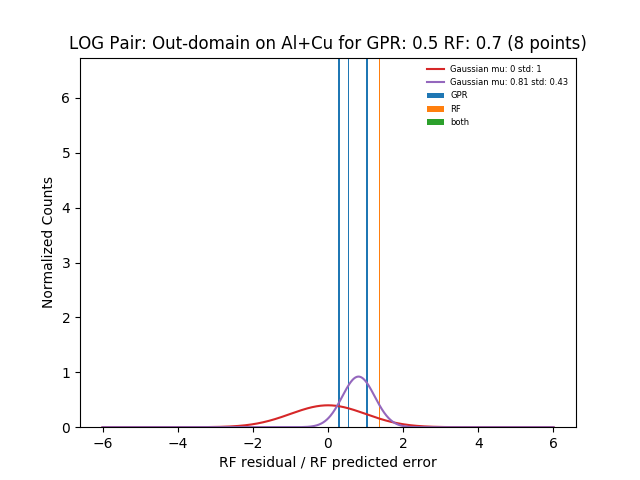 LOG Pair: Out-domain on Al+Cu for GPR: 0.5 RF: 0.7 (8 points)
Gaussian mu: 0 std: 1
Gaussian mu: 0.81 std: 0.43
GPR
RF
both
Normalized Counts
6
5
4
3
2
1
0
−6
−4
−2
0
2
4
6
RF residual / RF predicted error